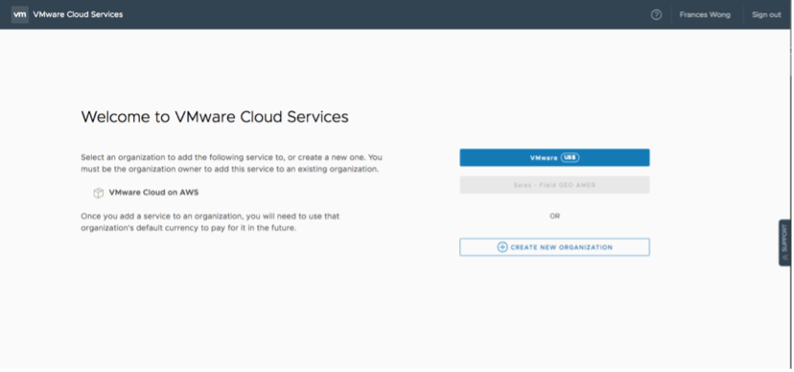 vm VMware Cloud Services
Frances Wong
Sign out
Welcome to VMware Cloud Services
Select an organization to add the following service to, or create a new one. You
must be the organization owner to add this service to an existing organization.
VMware Cloud on AWS
Once you add a service to an organization, you will need to use that
organization's default currency to pay for it in the future.
VMware US$
Sales - Field GEO AMER
OR
CREATE NEW ORGANIZATION
SUPPORT